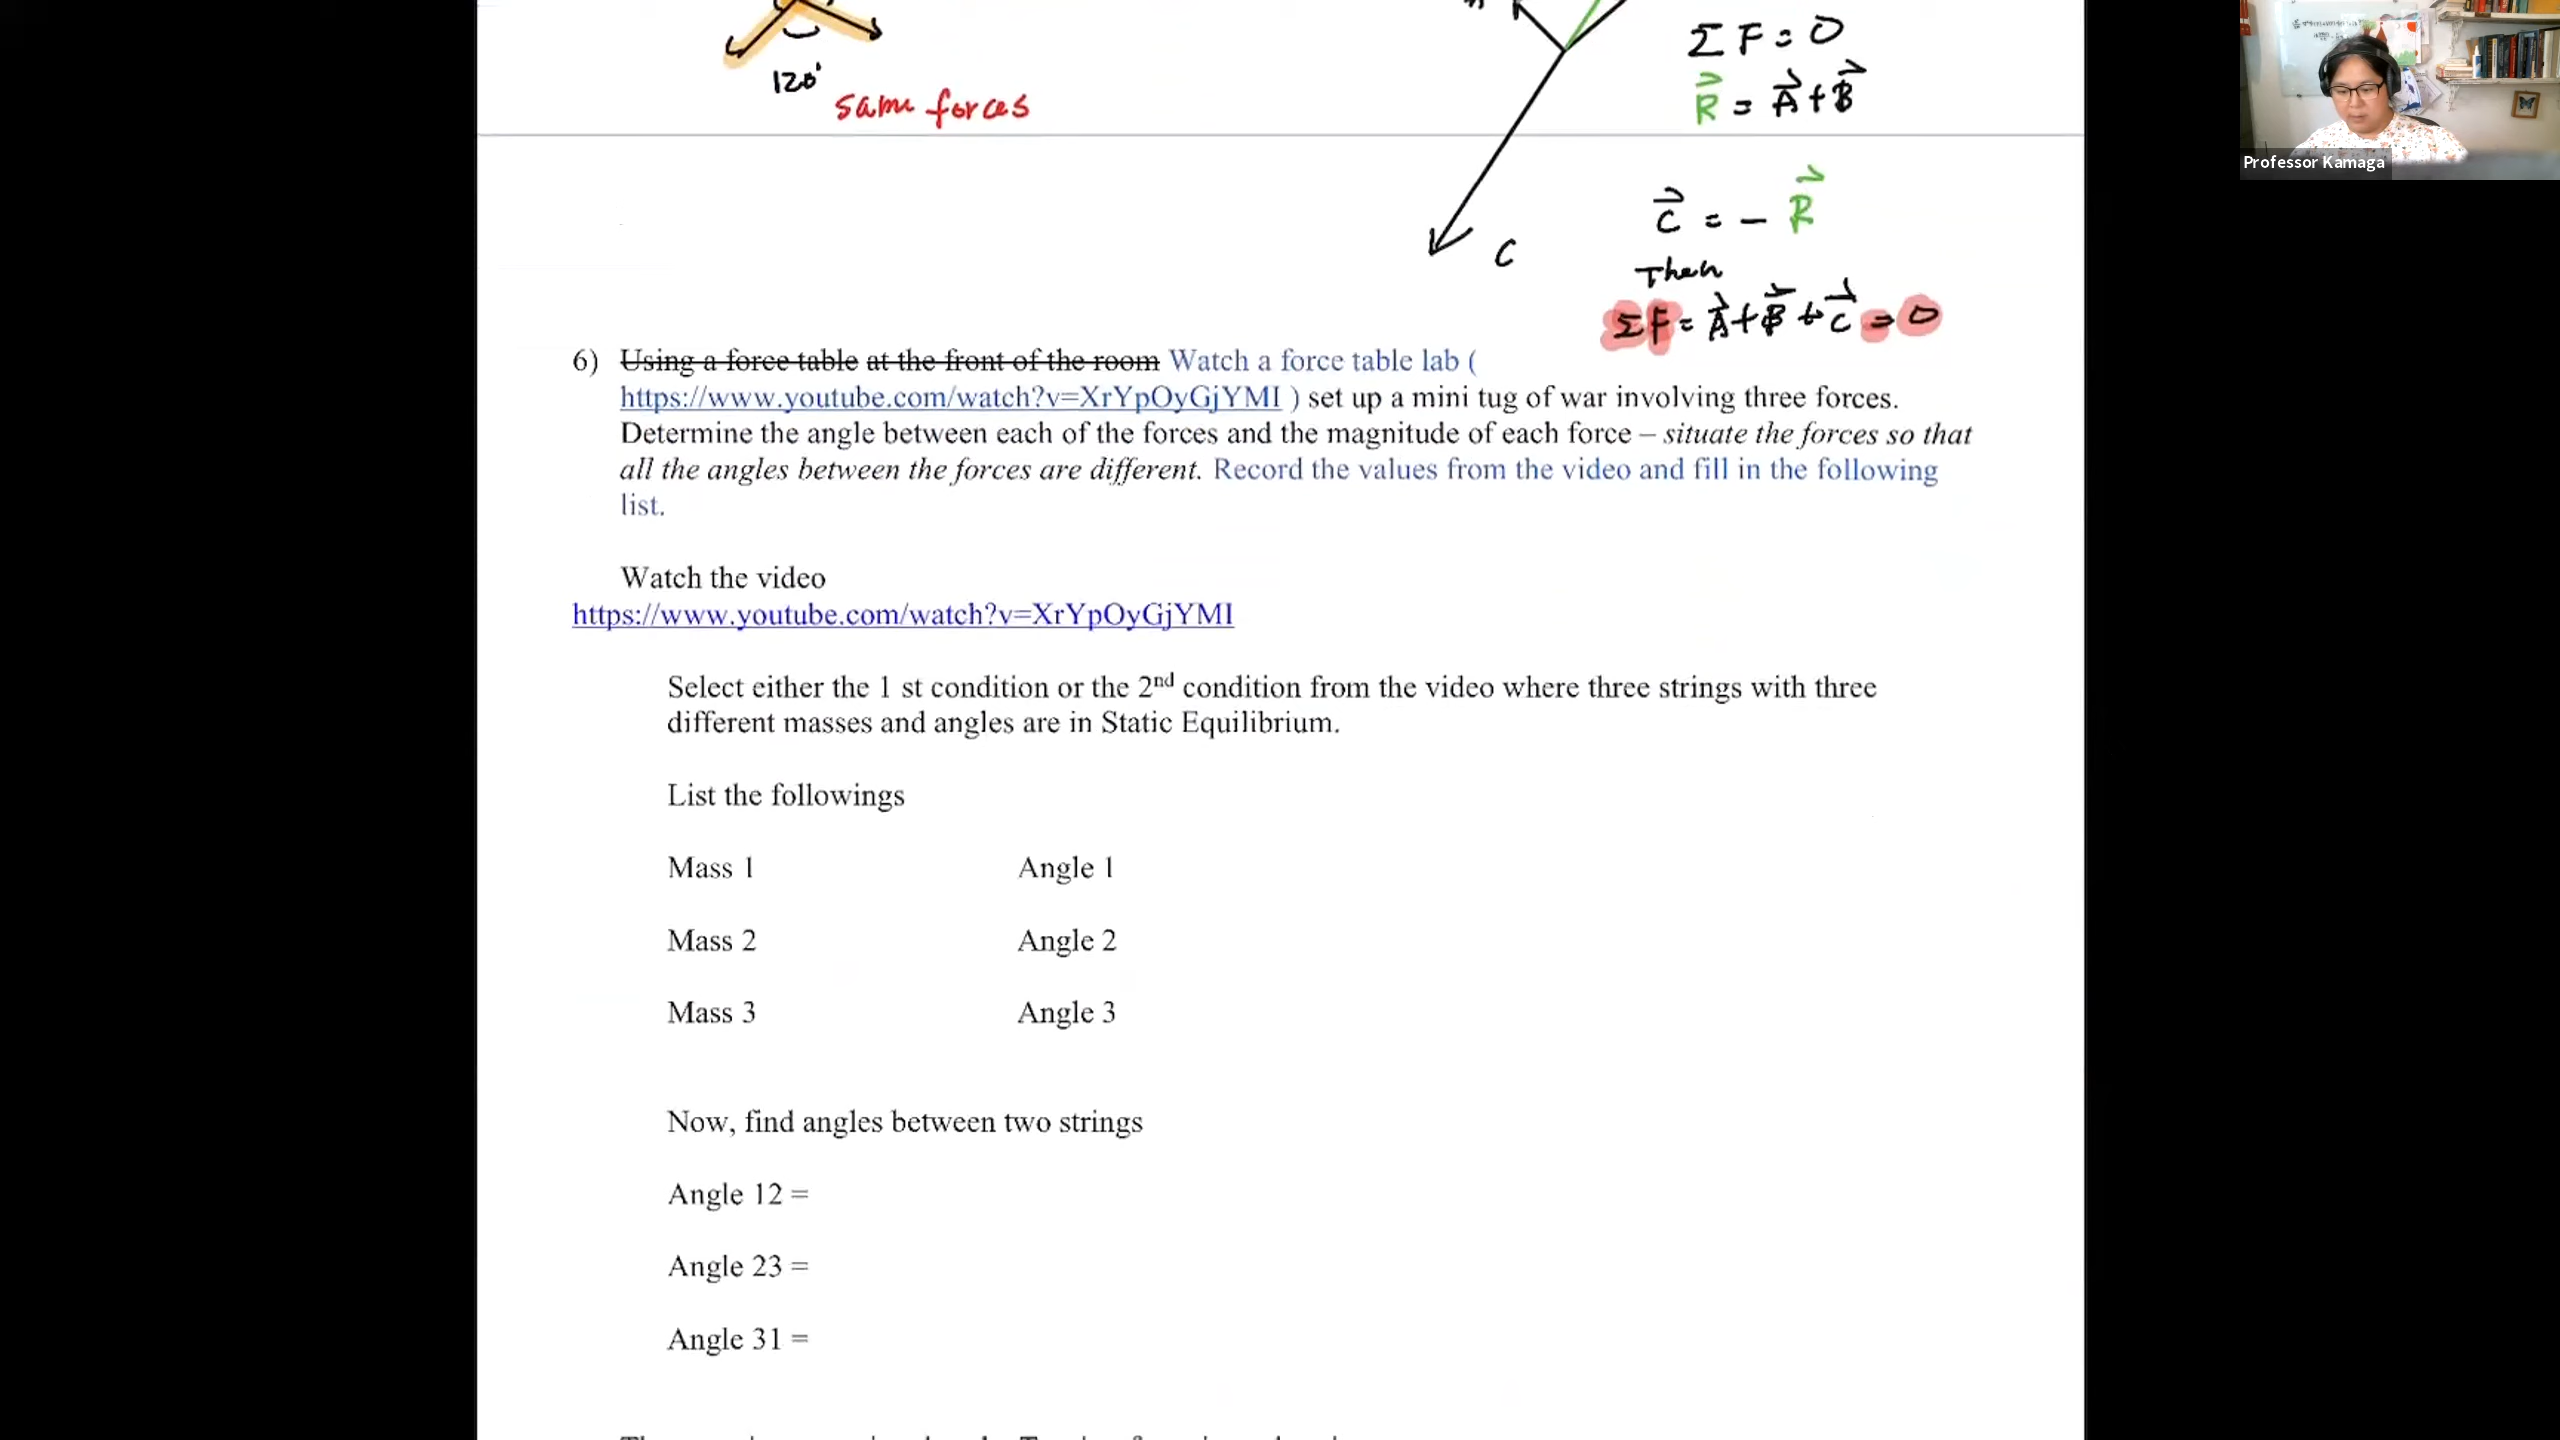 120°
same forces
Σ F = 0
R = A + B
C = - R
Then
ΣF = A + B + C = 0
C
Professor Kamaga
6) Using a force table at the front of the room Watch a force table lab (
https://www.youtube.com/watch?v=XrYpOyGjYMI ) set up a mini tug of war involving three forces.
Determine the angle between each of the forces and the magnitude of each force – situate the forces so that
all the angles between the forces are different. Record the values from the video and fill in the following
list.
Watch the video
https://www.youtube.com/watch?v=XrYpOyGjYMI
Select either the 1 st condition or the 2nd condition from the video where three strings with three
different masses and angles are in Static Equilibrium.
List the followings
Mass 1 Angle 1
Mass 2 Angle 2
Mass 3 Angle 3
Now, find angles between two strings
Angle 12 =
Angle 23 =
Angle 31 =